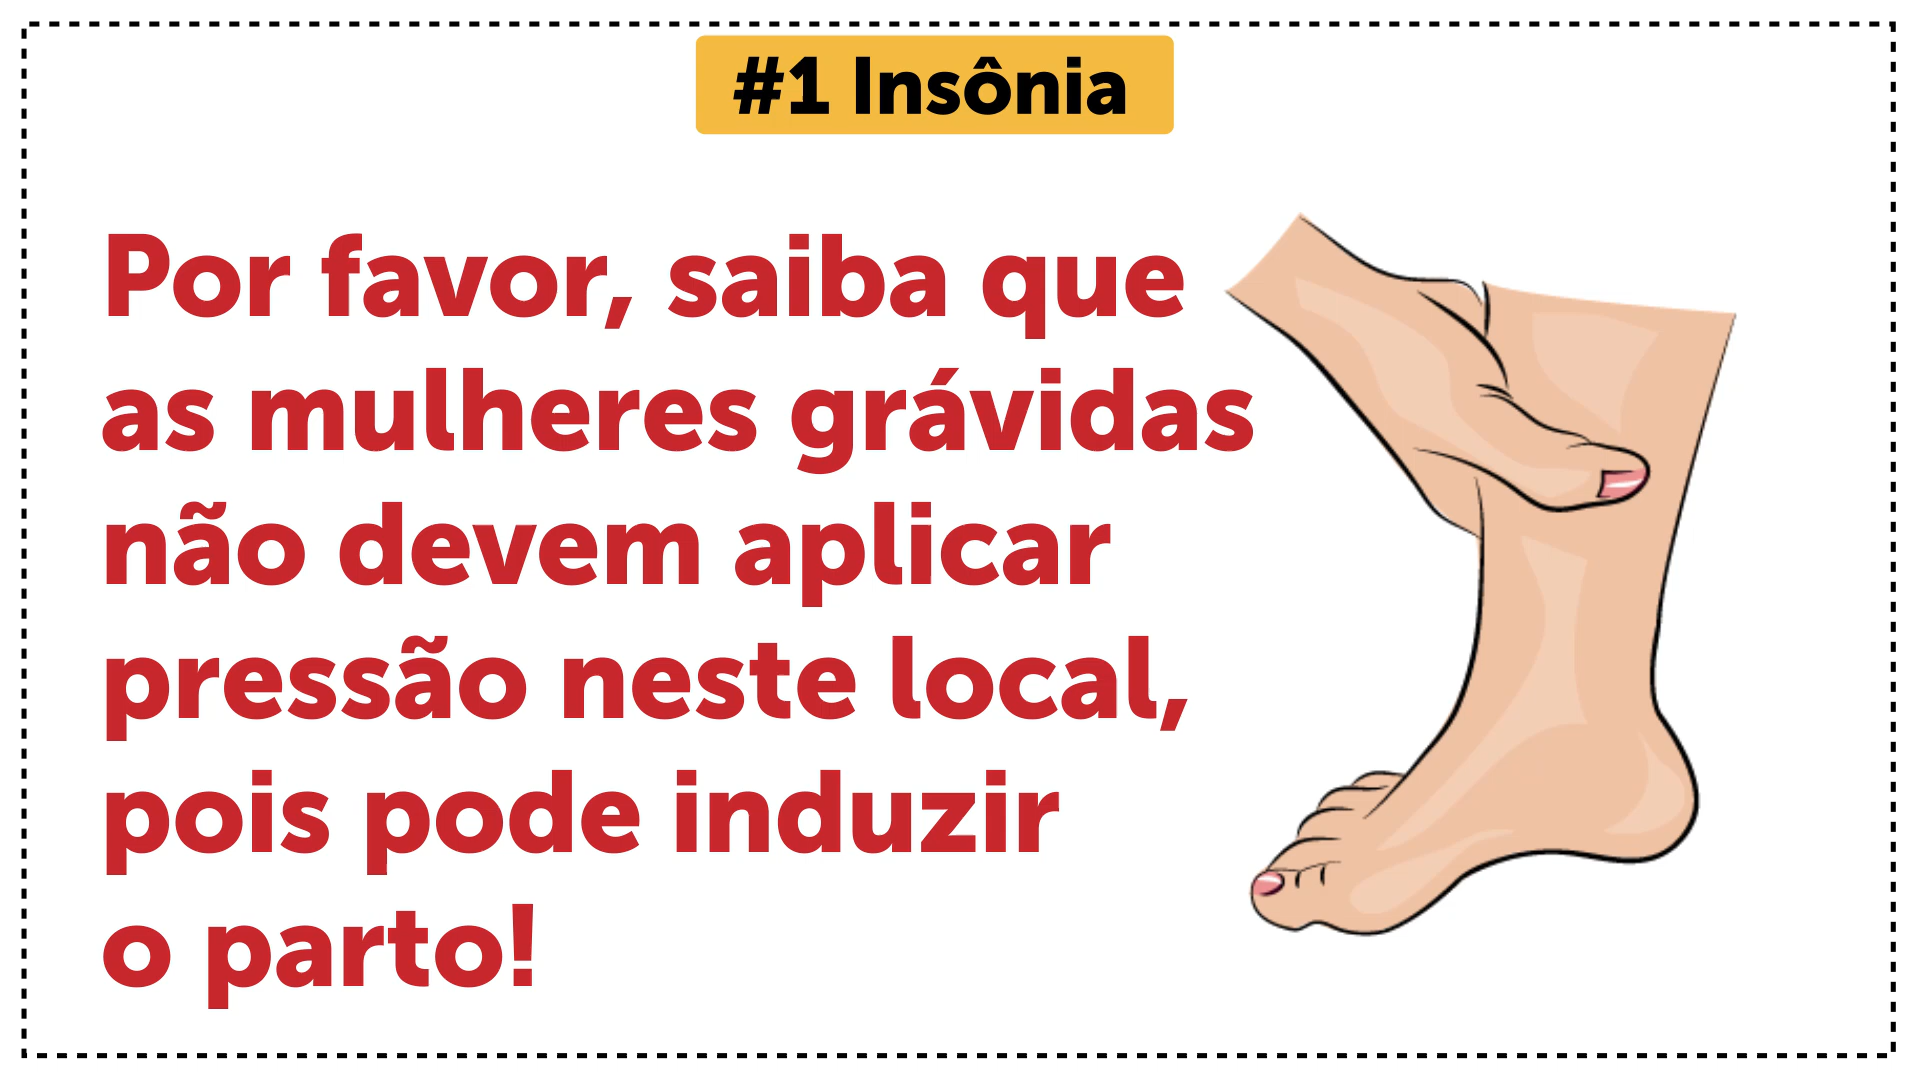 #1 Insônia
Por favor, saiba que
as mulheres grávidas
não devem aplicar
pressão neste local,
pois pode induzir
o parto!